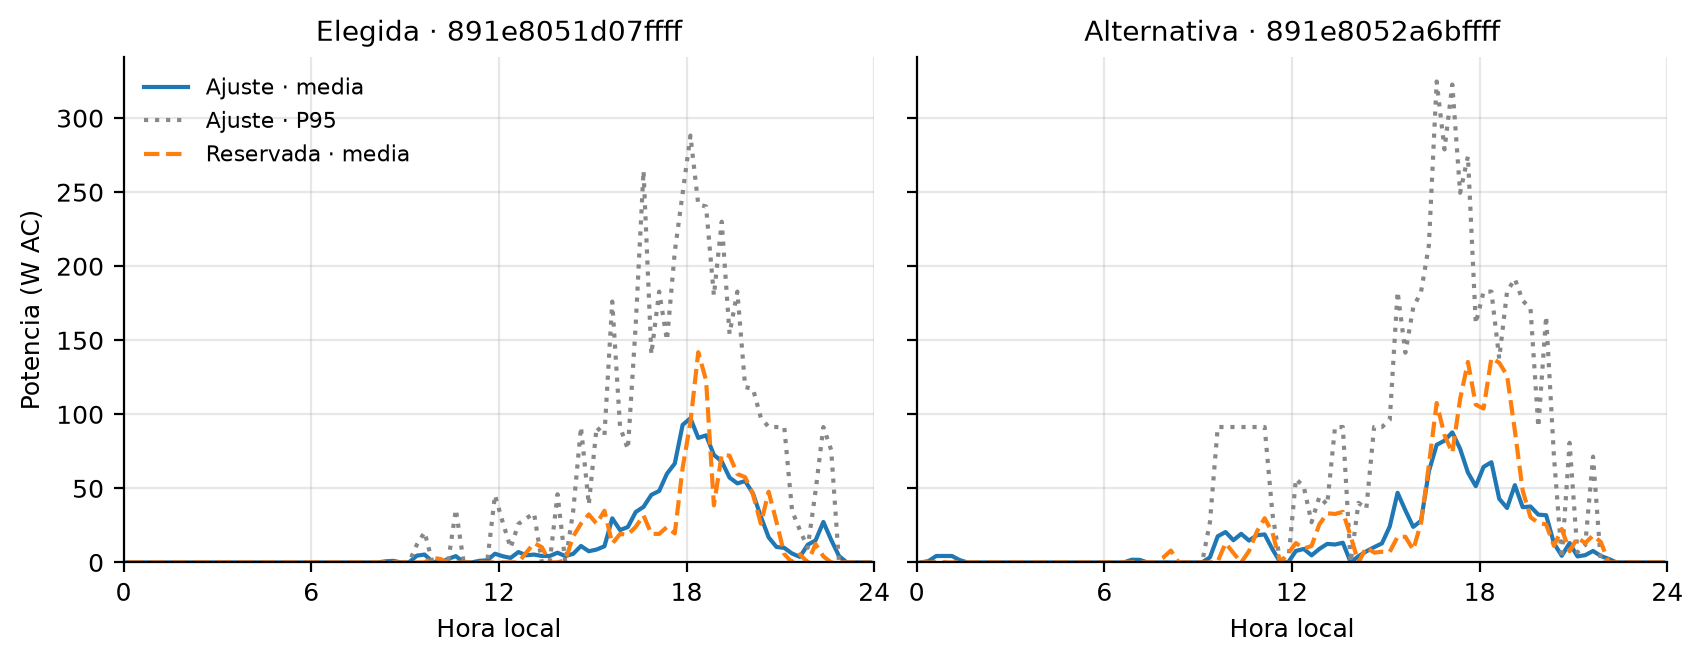 Elegida · 891e8051d07ffff
Ajuste · media
Ajuste · P95
Reservada · media
Potencia (W AC)
300
250
200
150
100
50
0
0 6 12 18 24
Hora local
Alternativa · 891e8052a6bffff
0 6 12 18 24
Hora local